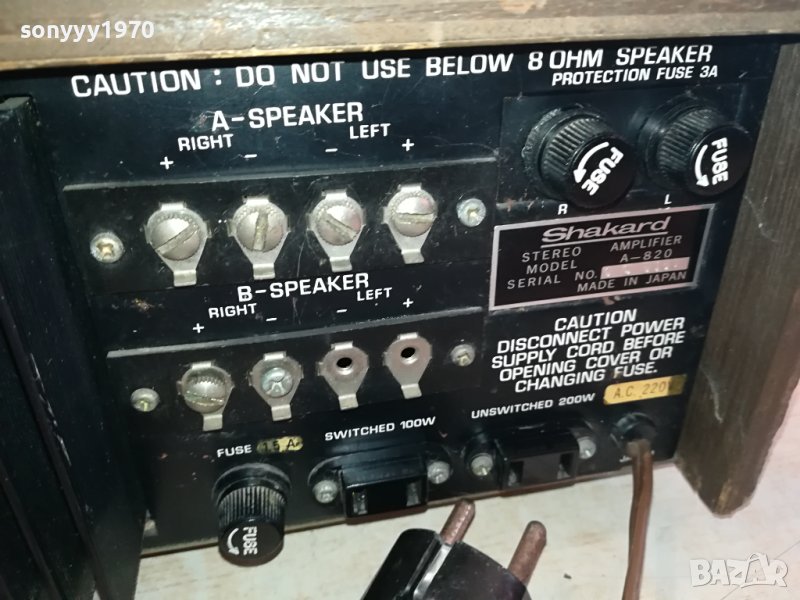 sonyyy1970
CAUTION : DO NOT USE BELOW 8 OHM SPEAKER
PROTECTION FUSE 3A
A-SPEAKER
RIGHT LEFT
+ - - +
FUSE
FUSE
R L
Shakard
STEREO AMPLIFIER
MODEL A-820
SERIAL NO.
MADE IN JAPAN
B-SPEAKER
RIGHT LEFT
+ - - +
CAUTION
DISCONNECT POWER
SUPPLY CORD BEFORE
OPENING COVER OR
CHANGING FUSE.
FUSE 1.5 A
SWITCHED 100W
UNSWITCHED 200W
A.C. 220V
FUSE
BAZAR